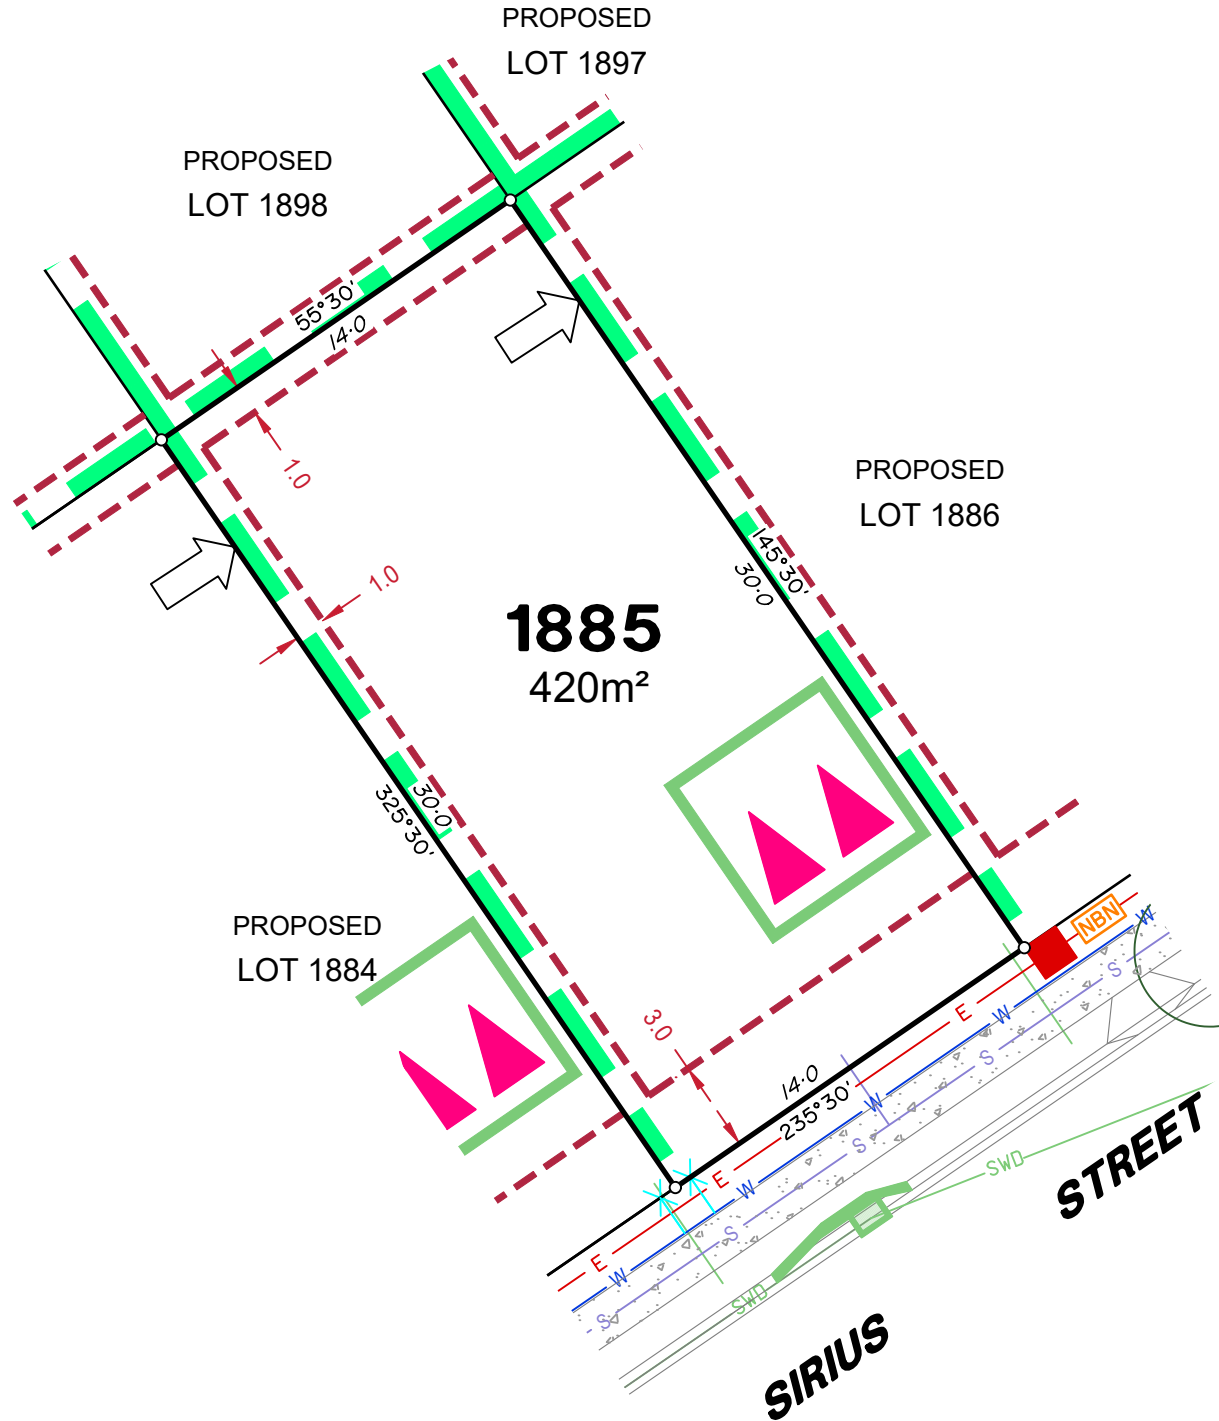 PROPOSED
LOT 1897
PROPOSED
LOT 1898
55°30'
14·0
1.0
1.0
PROPOSED
LOT 1886
145°30'
30·0
1885
420m²
30·0
325°30'
PROPOSED
LOT 1884
3.0
14·0
235°30'
NBN
W
S
E
W
S
W
S
E
W
S
E
W
S
SWD
SWD
SIRIUS STREET